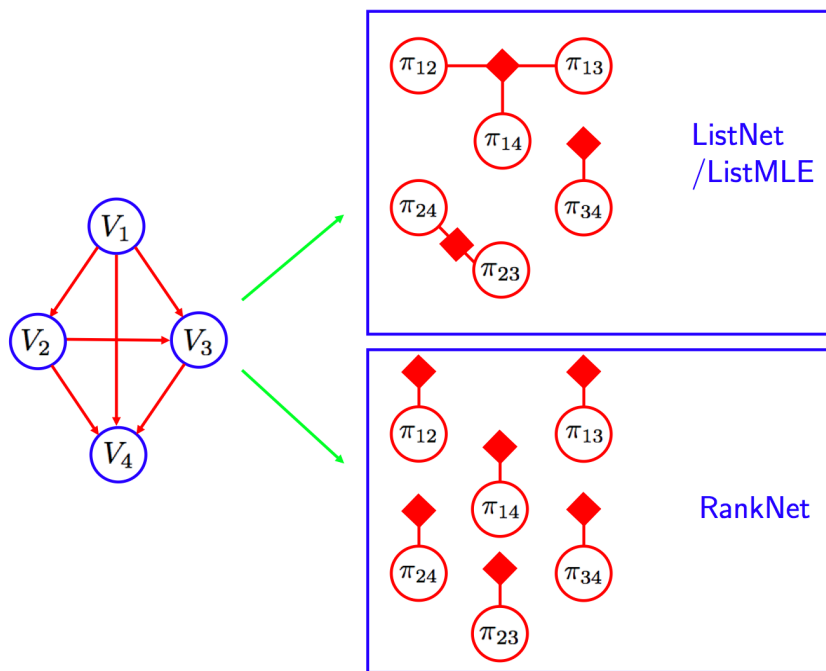 V₁
V₂
V₃
V₄
π₁₂
π₁₃
π₁₄
π₂₄
π₃₄
π₂₃
ListNet
/ListMLE
π₁₂
π₁₃
π₁₄
π₂₄
π₃₄
π₂₃
RankNet